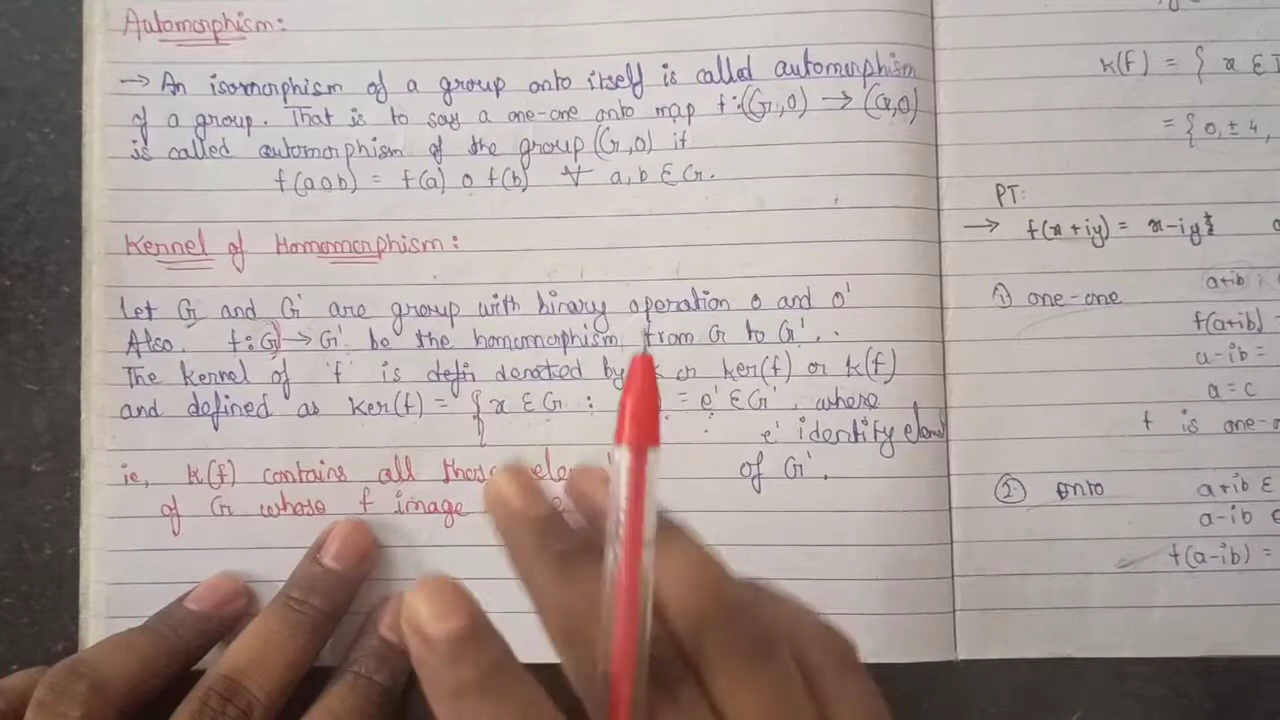 Automorphism:
→ An isomorphism of a group onto itself is called automorphism
of a group. That is to say a one-one onto map f:(G,o) → (G,o)
is called automorphism of the group (G,o) if
f(aob) = f(a) o f(b) ∀ a,b ∈ G.
Kernel of Homomorphism:
Let G and G' are group with binary operation o and o'
Also, f:G → G' be the homomorphism from G to G'.
The kernel of 'f' is denoted by or ker(f) or k(f)
and defined as ker(f) = { x ∈ G : = e' ∈ G', where
e' identity element
of G'.
ie, k(f) contains all those
of G whose f image
k(f) = { x ∈
= {0, ± 4,
PT:
→ f(x+iy) = x-iy
① one-one
a+ib
f(a+ib) =
a-ib =
a = c
f is one-
② onto
a+ib ∈
a-ib ∈
f(a-ib) =